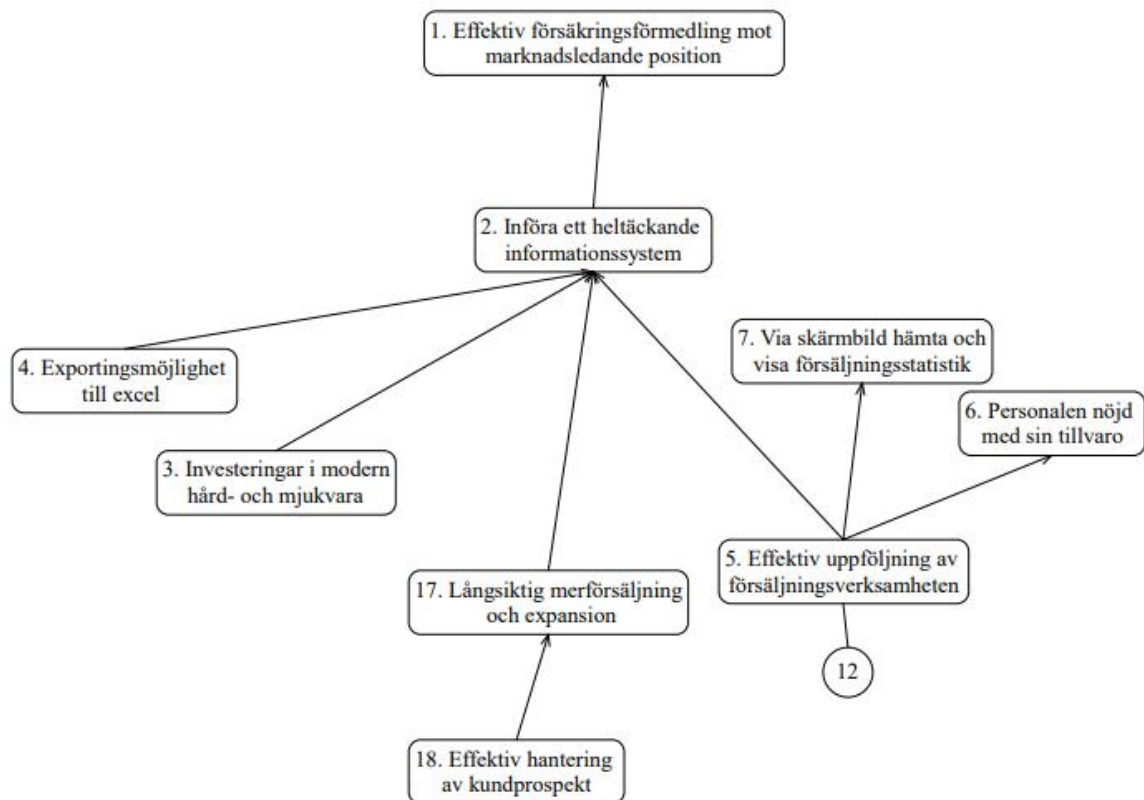 1. Effektiv försäkringsförmedling mot
marknadsledande position
2. Införa ett heltäckande
informationssystem
7. Via skärmbild hämta och
visa försäljningsstatistik
4. Exportingsmöjlighet
till excel
6. Personalen nöjd
med sin tillvaro
3. Investeringar i modern
hård- och mjukvara
5. Effektiv uppföljning av
försäljningsverksamheten
17. Långsiktig merförsäljning
och expansion
12
18. Effektiv hantering
av kundprospekt